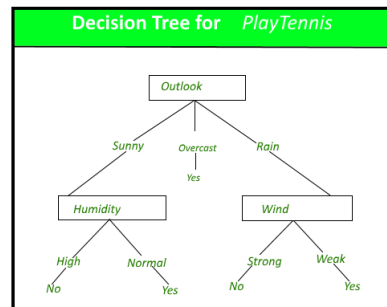 Decision Tree for PlayTennis
Outlook
Sunny Overcast Rain
Yes
Humidity Wind
High Normal Strong Weak
No Yes No Yes